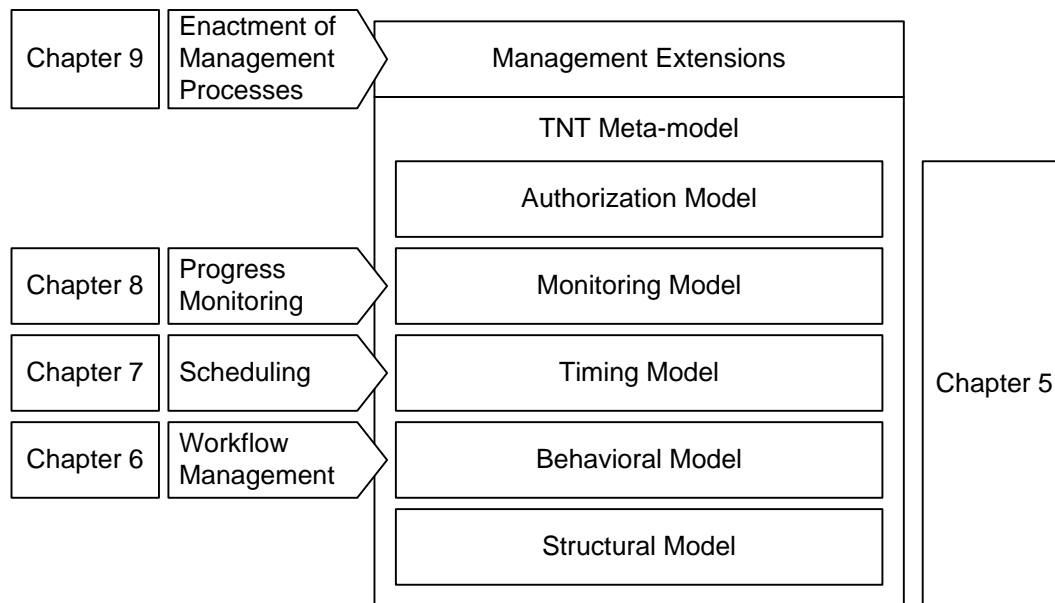 Chapter 9
Enactment of
Management
Processes
Management Extensions
TNT Meta-model
Authorization Model
Chapter 8
Progress
Monitoring
Monitoring Model
Chapter 7
Scheduling
Timing Model
Chapter 5
Chapter 6
Workflow
Management
Behavioral Model
Structural Model